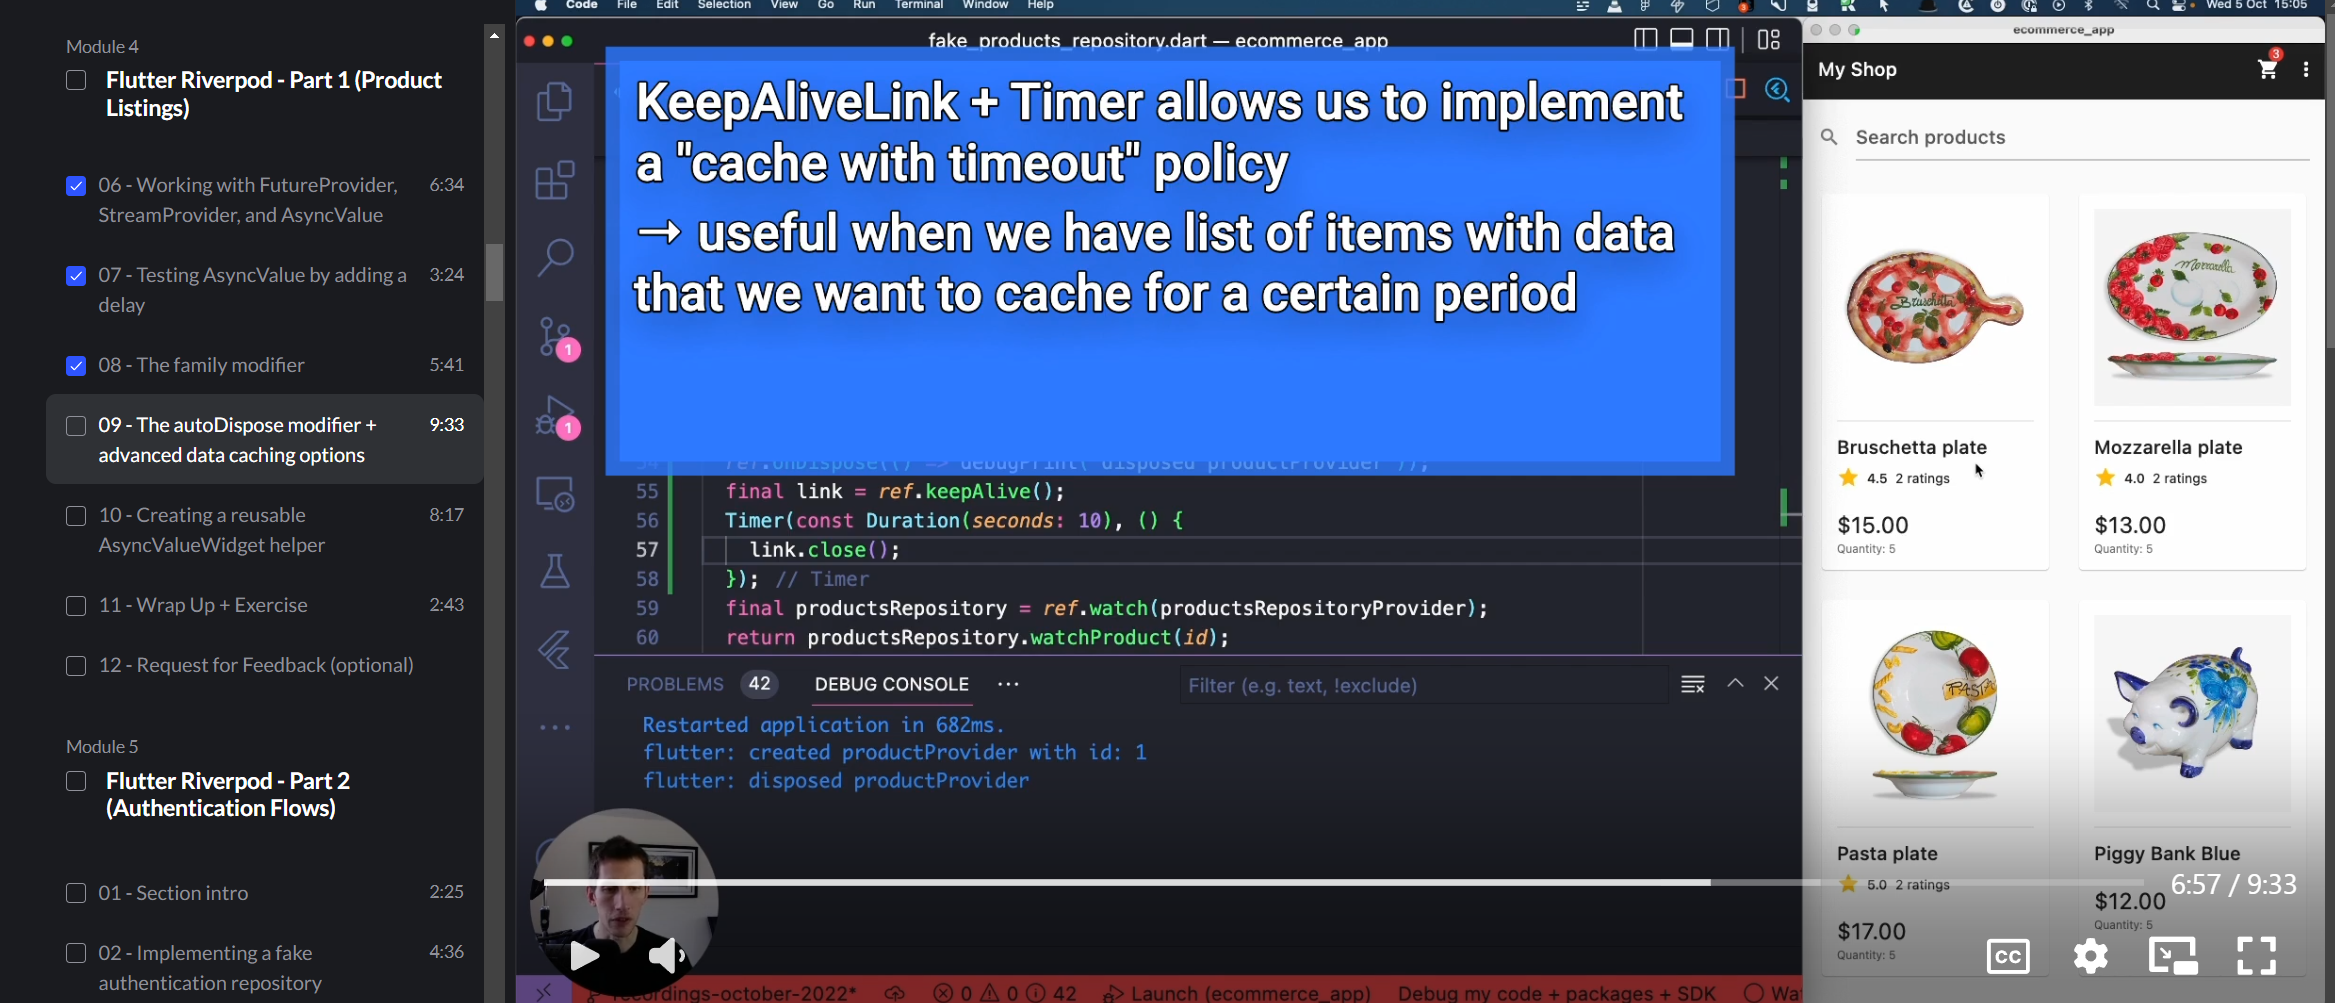 Module 4
Flutter Riverpod - Part 1 (Product
Listings)
06 - Working with FutureProvider,
StreamProvider, and AsyncValue
6:34
07 - Testing AsyncValue by adding a
delay
3:24
08 - The family modifier
5:41
09 - The autoDispose modifier +
advanced data caching options
9:33
10 - Creating a reusable
AsyncValueWidget helper
8:17
11 - Wrap Up + Exercise
2:43
12 - Request for Feedback (optional)
Module 5
Flutter Riverpod - Part 2
(Authentication Flows)
01 - Section intro
2:25
02 - Implementing a fake
authentication repository
4:36
Code File Edit Selection View Go Run Terminal Window Help
Wed 5 Oct 15:05
fake_products_repository.dart — ecommerce_app
KeepAliveLink + Timer allows us to implement
a "cache with timeout" policy
→ useful when we have list of items with data
that we want to cache for a certain period
1
1
54 ref.onDispose(() => debugPrint('disposed productProvider'));
55 final link = ref.keepAlive();
56 Timer(const Duration(seconds: 10), () {
57 link.close();
58 }); // Timer
59 final productsRepository = ref.watch(productsRepositoryProvider);
60 return productsRepository.watchProduct(id);
PROBLEMS 42 DEBUG CONSOLE ···
Filter (e.g. text, !exclude)
Restarted application in 682ms.
flutter: created productProvider with id: 1
flutter: disposed productProvider
recordings-october-2022* 0 0 42 Launch (ecommerce_app) Debug my code + packages + SDK
ecommerce_app
My Shop
3
Search products
Bruschetta
Bruschetta plate
4.5 2 ratings
$15.00
Quantity: 5
Mozzarella
Mozzarella plate
4.0 2 ratings
$13.00
Quantity: 5
PASTA
Pasta plate
5.0 2 ratings
$17.00
Quantity: 5
Piggy Bank Blue
$12.00
Quantity: 5
6:57 / 9:33
CC